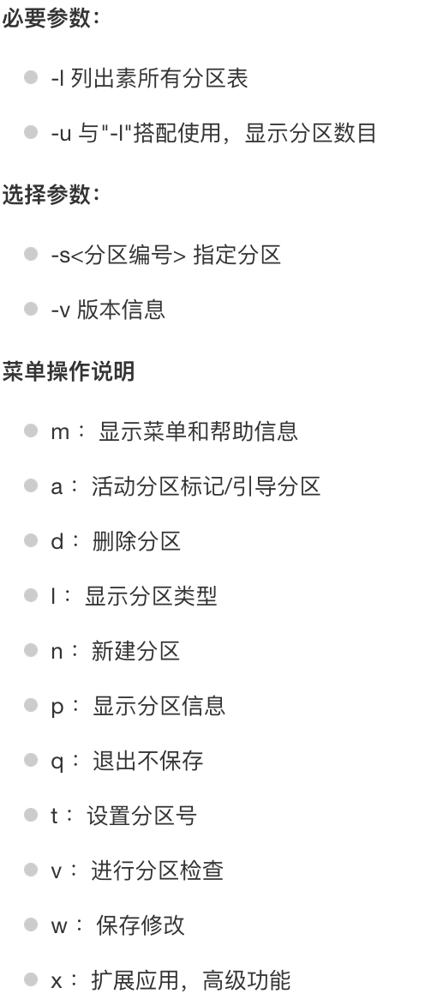 必要参数：
-l 列出素所有分区表
-u 与"-l"搭配使用，显示分区数目
选择参数：
-s<分区编号> 指定分区
-v 版本信息
菜单操作说明
m ： 显示菜单和帮助信息
a ： 活动分区标记/引导分区
d ： 删除分区
l ： 显示分区类型
n ： 新建分区
p ： 显示分区信息
q ： 退出不保存
t ： 设置分区号
v ： 进行分区检查
w ： 保存修改
x ： 扩展应用，高级功能